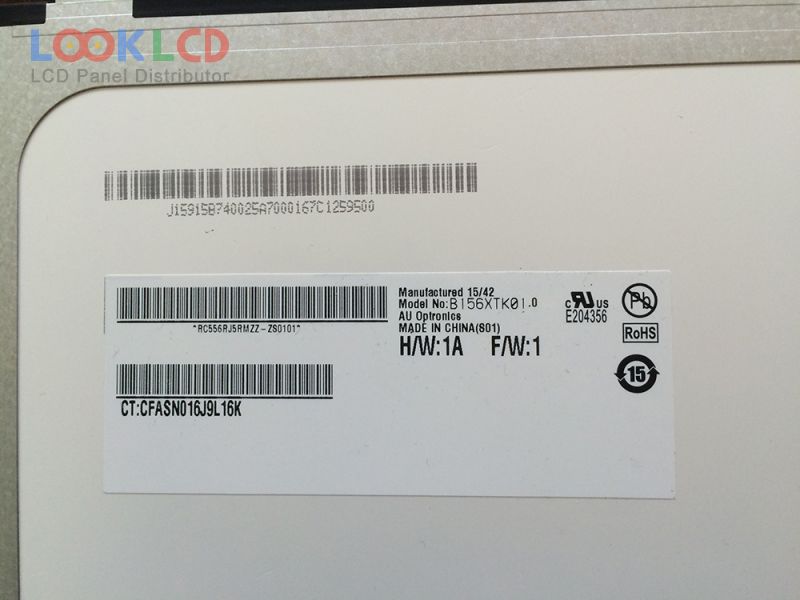 LOOKLCD
LCD Panel Distributor
J15915B740025A7000167C1259500
Manufactured 15/42
Model No:B156XTK01.0
*RC556RJ5RMZZ-ZS0101*
AU Optronics
MADE IN CHINA(S01)
H/W:1A F/W:1
c RU US
E204356
Pb
RoHS
15
CT:CFASN016J9L16K